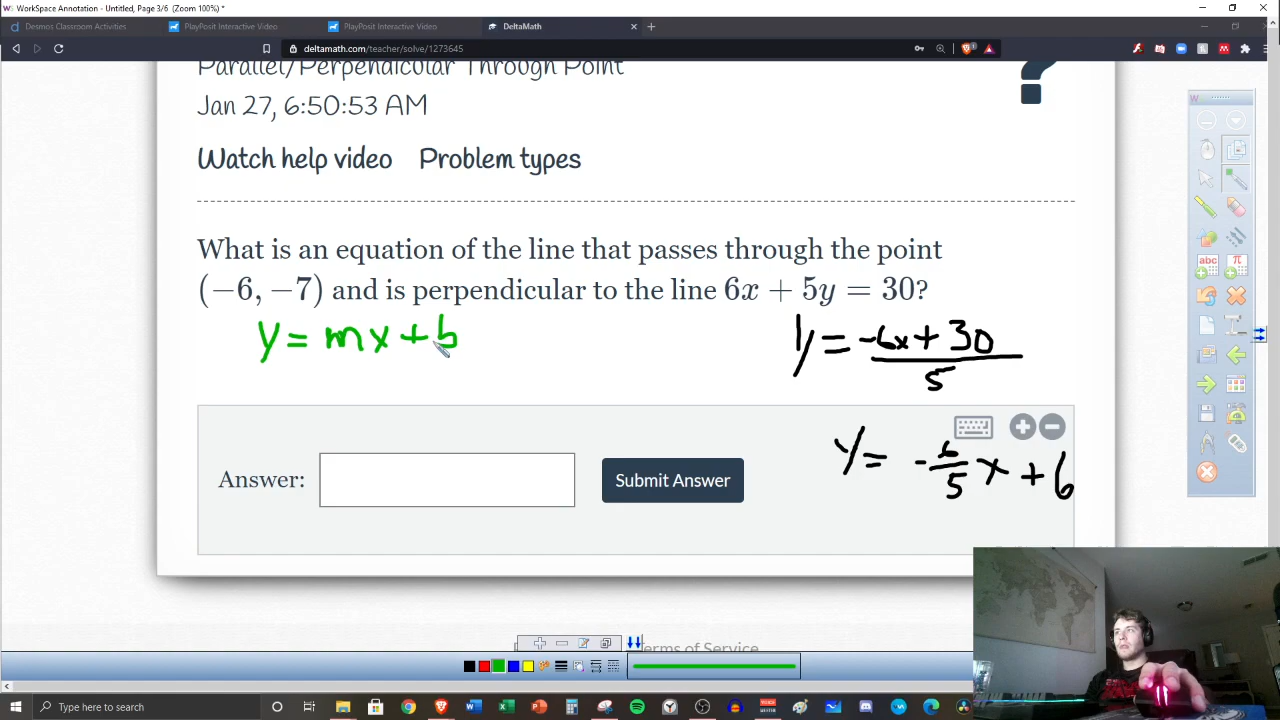 WorkSpace Annotation - Untitled, Page 3/6 (Zoom 100%) *
Desmos Classroom Activities
PlayPosit Interactive Video
PlayPosit Interactive Video
DeltaMath
deltamath.com/teacher/solve/1273645
Parallel/Perpendicular Through Point
Jan 27, 6:50:53 AM
?
Watch help video Problem types
What is an equation of the line that passes through the point
(−6, −7) and is perpendicular to the line 6x + 5y = 30?
y = mx + b
y = -6x + 30 / 5
y = -6/5 x + 6
Answer:
Submit Answer
abc
π
Terms of Service
Type here to search